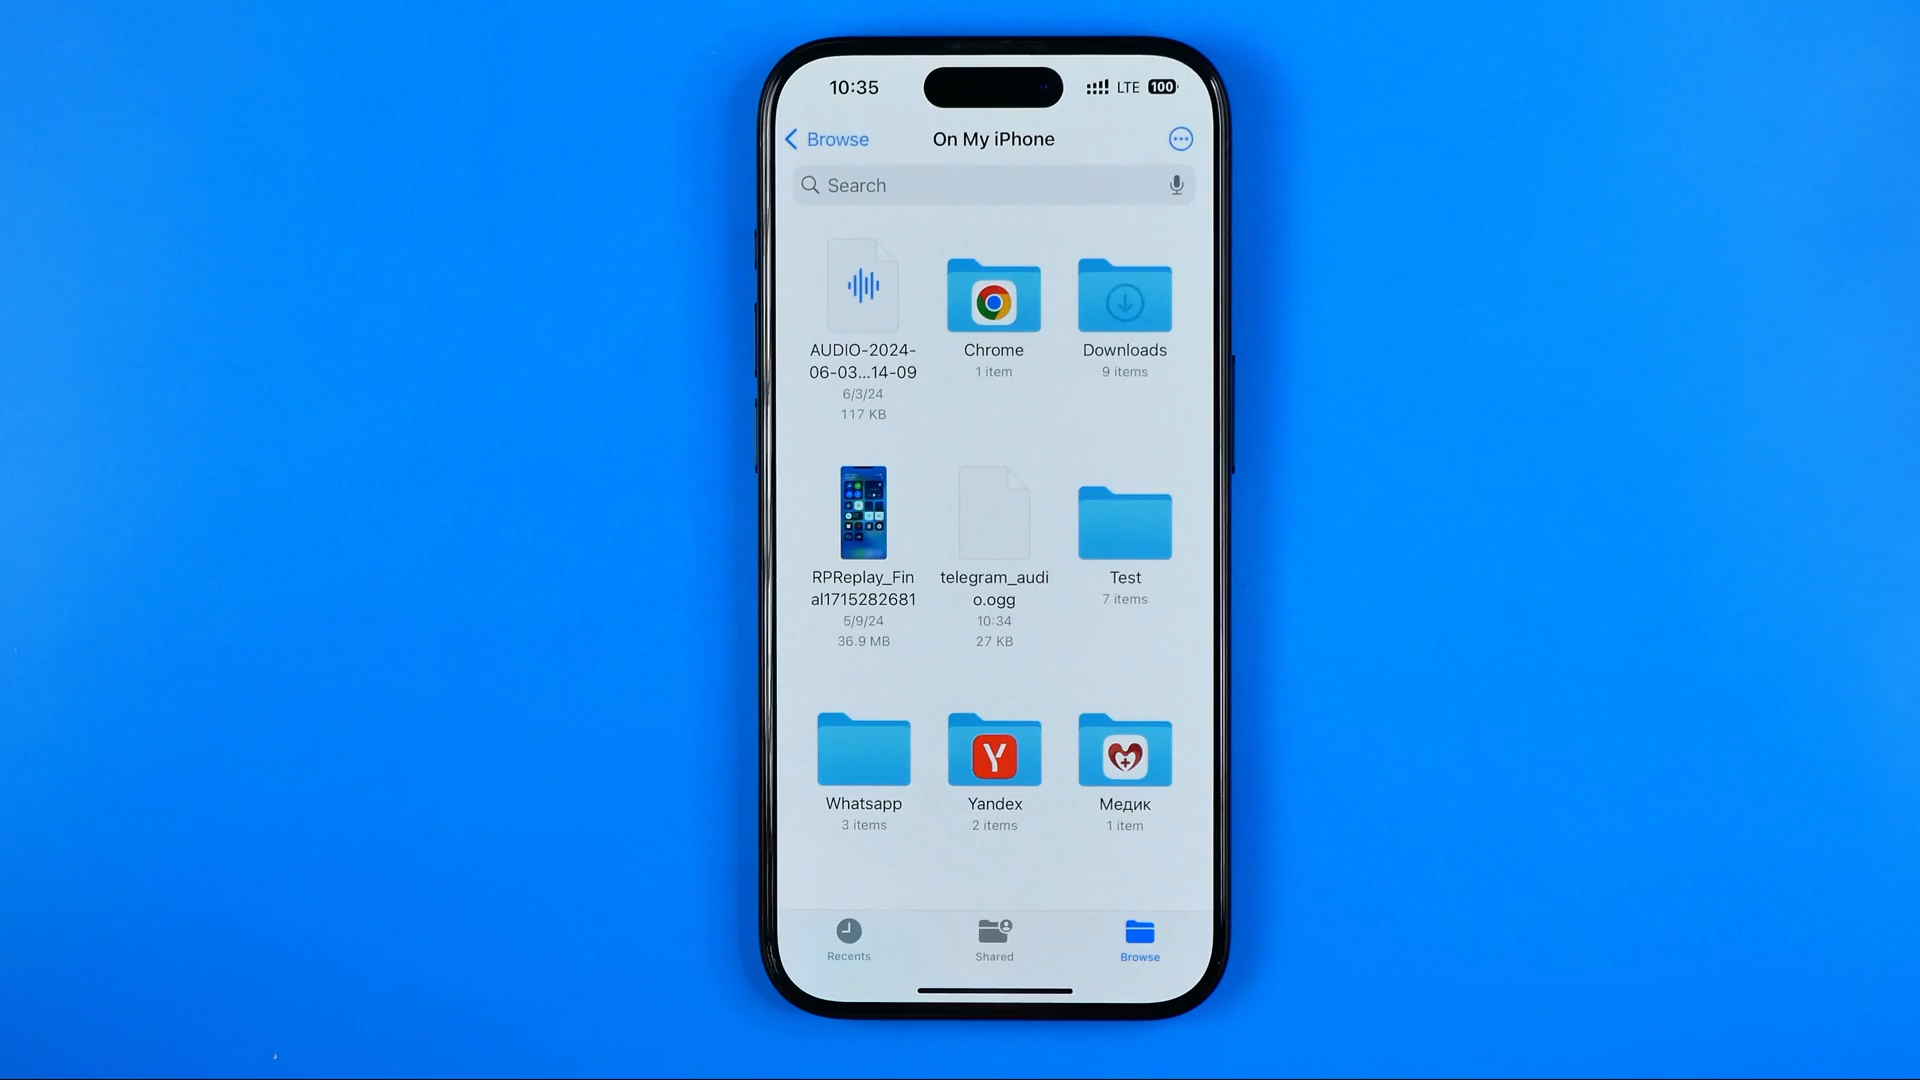 10:35 LTE 100
Browse On My iPhone
Search
AUDIO-2024-
06-03...14-09
6/3/24
117 KB
Chrome
1 item
Downloads
9 items
RPReplay_Fin
al1715282681
5/9/24
36.9 MB
telegram_audi
o.ogg
10:34
27 KB
Test
7 items
Whatsapp
3 items
Y
Yandex
2 items
Медик
1 item
Recents
Shared
Browse